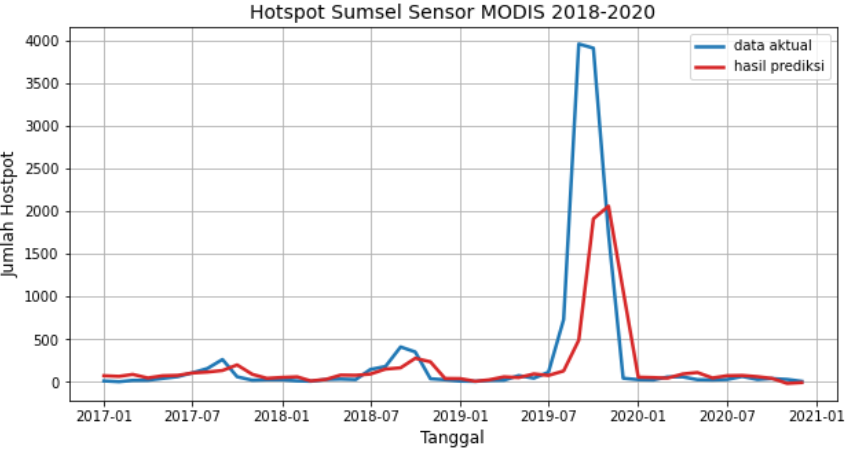 Hotspot Sumsel Sensor MODIS 2018-2020
data aktual
hasil prediksi
4000
3500
3000
2500
2000
1500
1000
500
0
Jumlah Hostpot
2017-01 2017-07 2018-01 2018-07 2019-01 2019-07 2020-01 2020-07 2021-01
Tanggal